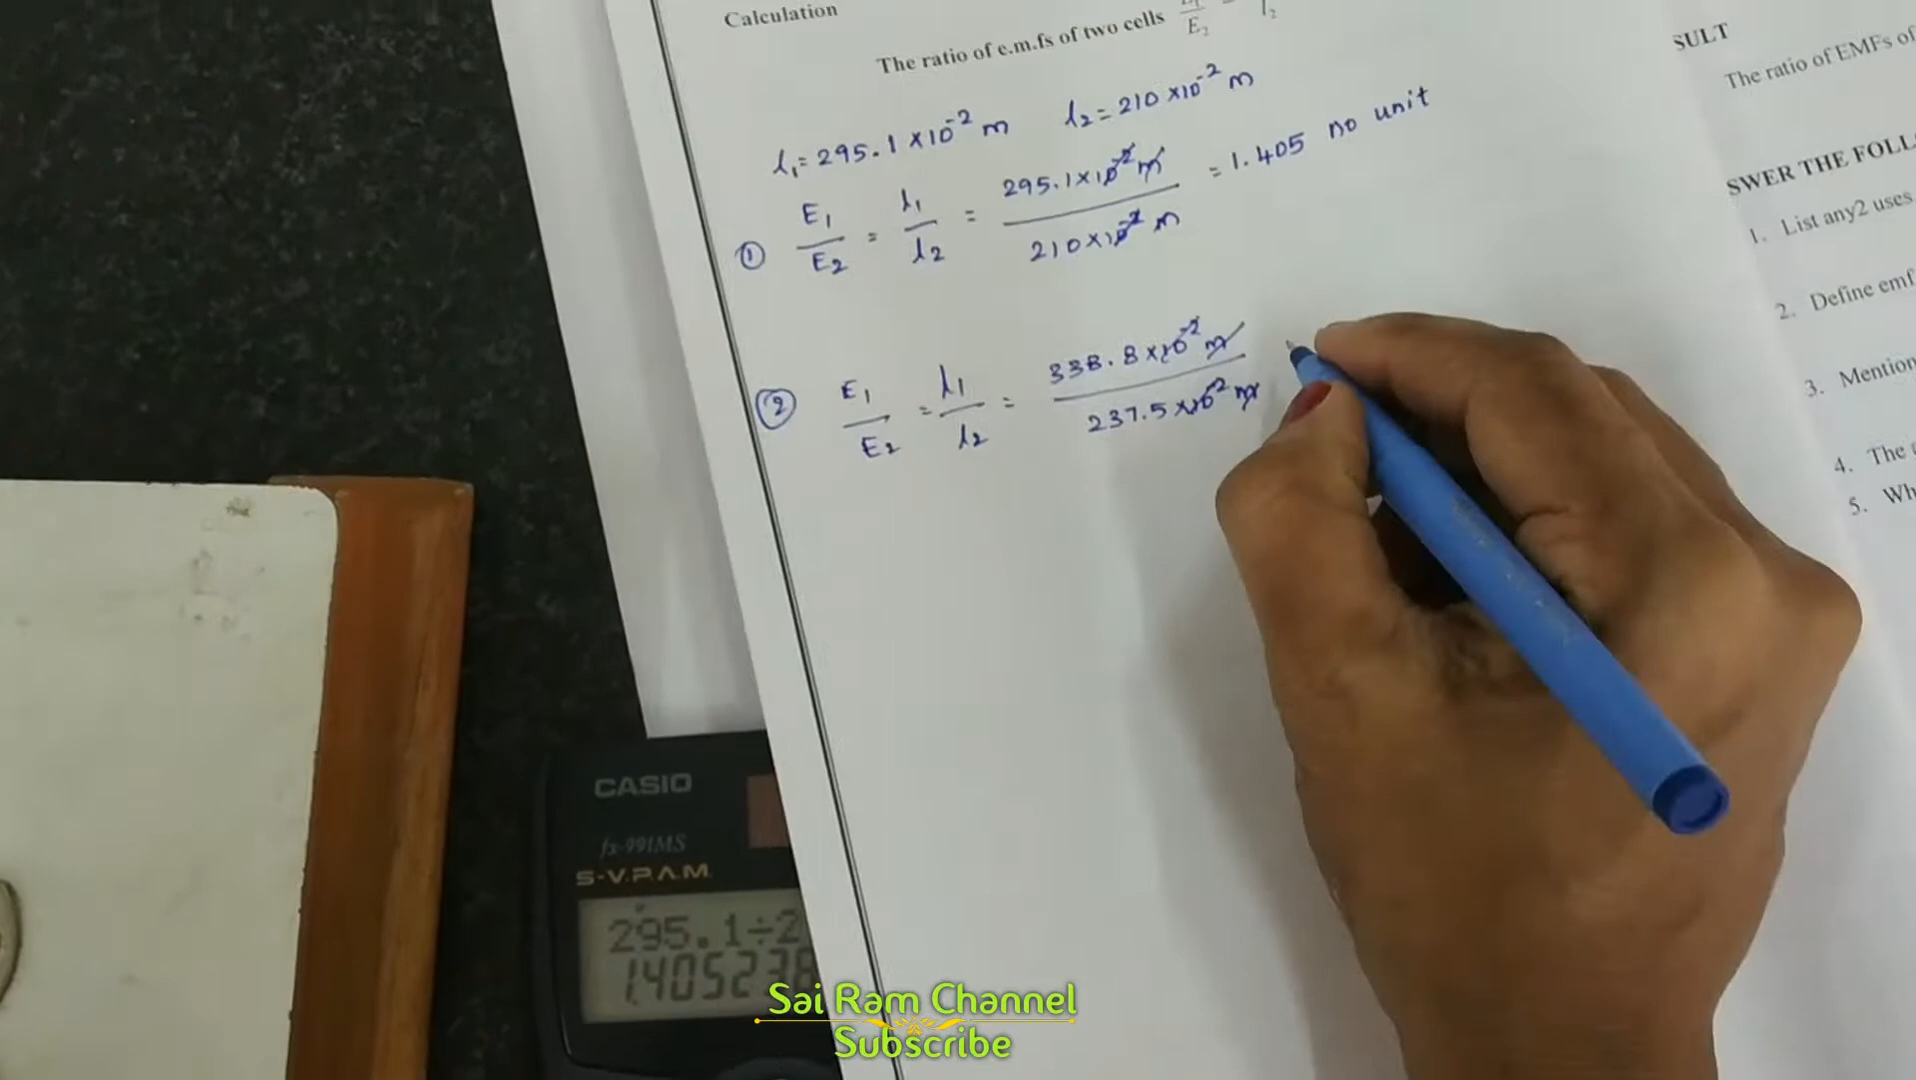 Calculation
The ratio of e.m.fs of two cells E₂ l₂
l₁ = 295.1 ×10⁻² m l₂ = 210 ×10⁻² m
① E₁/E₂ = l₁/l₂ = 295.1×10⁻² m / 210×10⁻² m = 1.405 no unit
② E₁/E₂ = l₁/l₂ = 338.8×10⁻² m / 237.5×10⁻² m
SULT
The ratio of EMFs of
SWER THE FOLL
1. List any2 uses
2. Define emf
3. Mention
4. The
5. Wh
CASIO
fx-991MS
S-V.P.A.M.
295.1÷2
1.405238
Sai Ram Channel
Subscribe